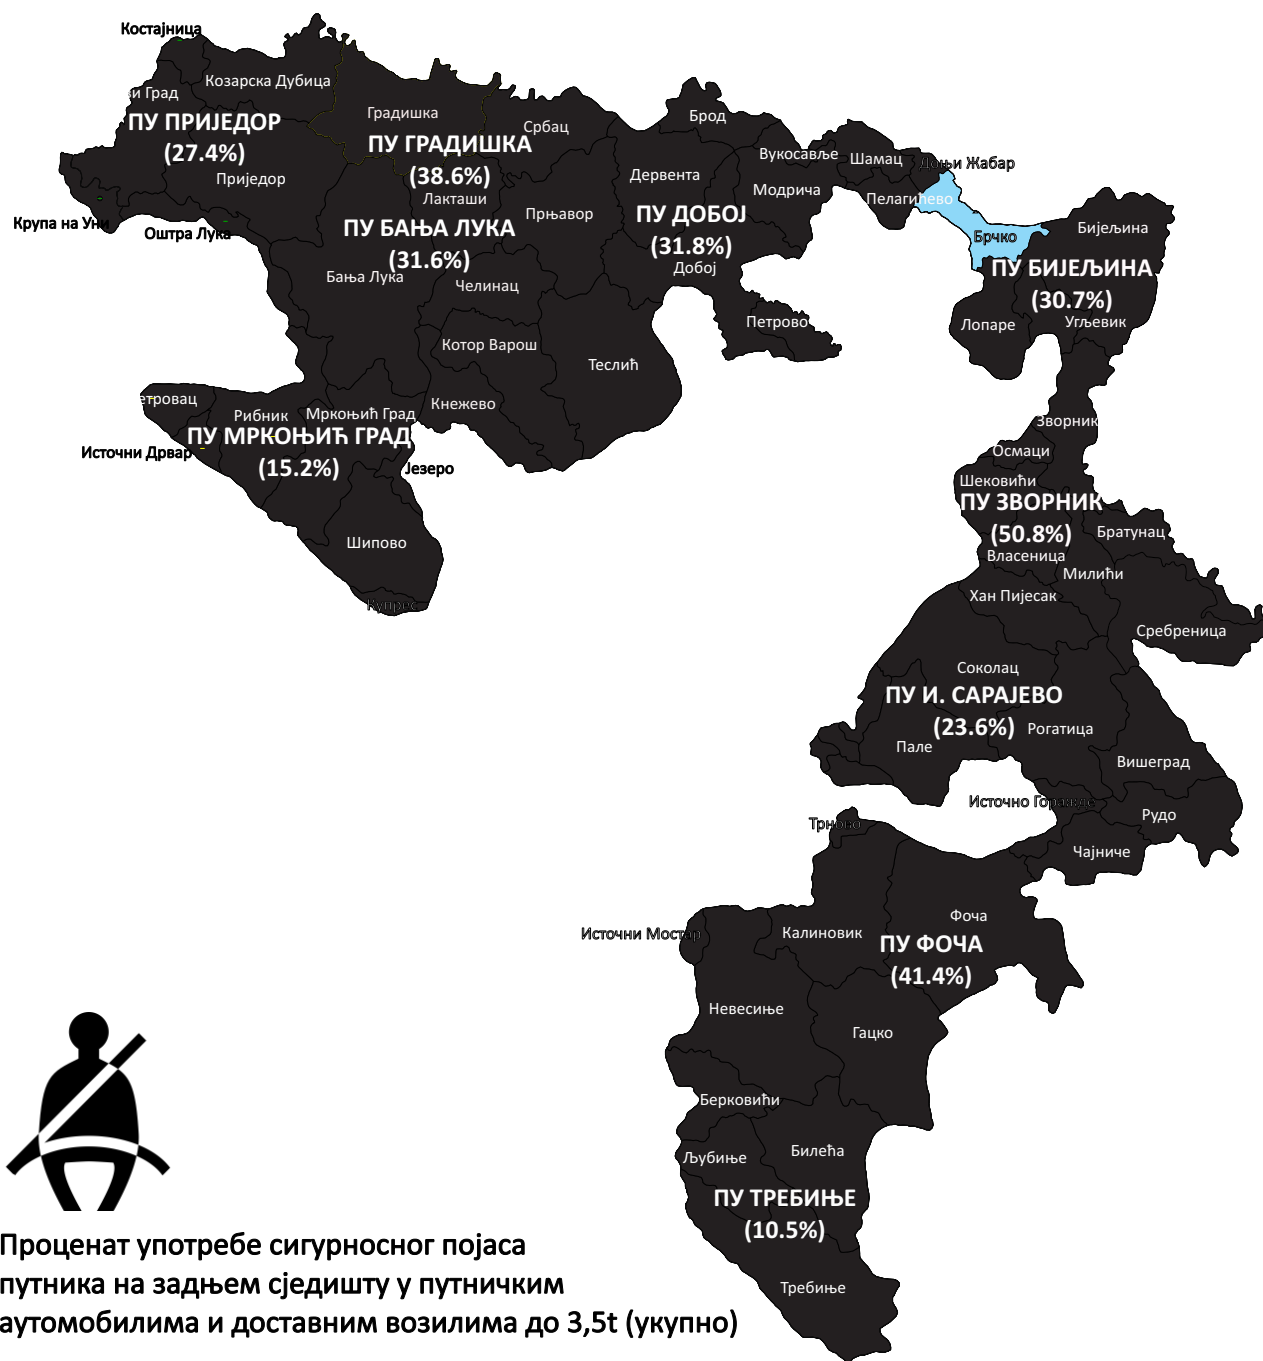 Костајница
Козарска Дубица
ви Град
ПУ ПРИЈЕДОР
(27.4%)
Приједор
Крупа на Уни
Оштра Лука
Градишка
ПУ ГРАДИШКА
(38.6%)
Србац
Лакташи
Прњавор
ПУ БАЊА ЛУКА
(31.6%)
Бања Лука
Челинац
Котор Варош
Кнежево
Теслић
Брод
Дервента
Вукосавље
Модрича
Шамац
Доњи Жабар
Пелагићево
ПУ ДОБОЈ
(31.8%)
Добој
Петрово
Брчко
Бијељина
ПУ БИЈЕЉИНА
(30.7%)
Лопаре
Угљевик
етровац
Рибник
Мркоњић Град
ПУ МРКОЊИЋ ГРАД
(15.2%)
Источни Дрвар
Језеро
Шипово
Купрес
Зворник
Осмаци
Шековићи
ПУ ЗВОРНИК
(50.8%)
Братунац
Власеница
Милићи
Хан Пијесак
Сребреница
Соколац
ПУ И. САРАЈЕВО
(23.6%)
Рогатица
Пале
Вишеград
Источно Горажде
Рудо
Трново
Чајниче
Фоча
Источни Мостар
Калиновик
ПУ ФОЧА
(41.4%)
Невесиње
Гацко
Берковићи
Билећа
Љубиње
ПУ ТРЕБИЊЕ
(10.5%)
Требиње
Проценат употребе сигурносног појаса
путника на задњем сједишту у путничким
аутомобилима и доставним возилима до 3,5t (укупно)